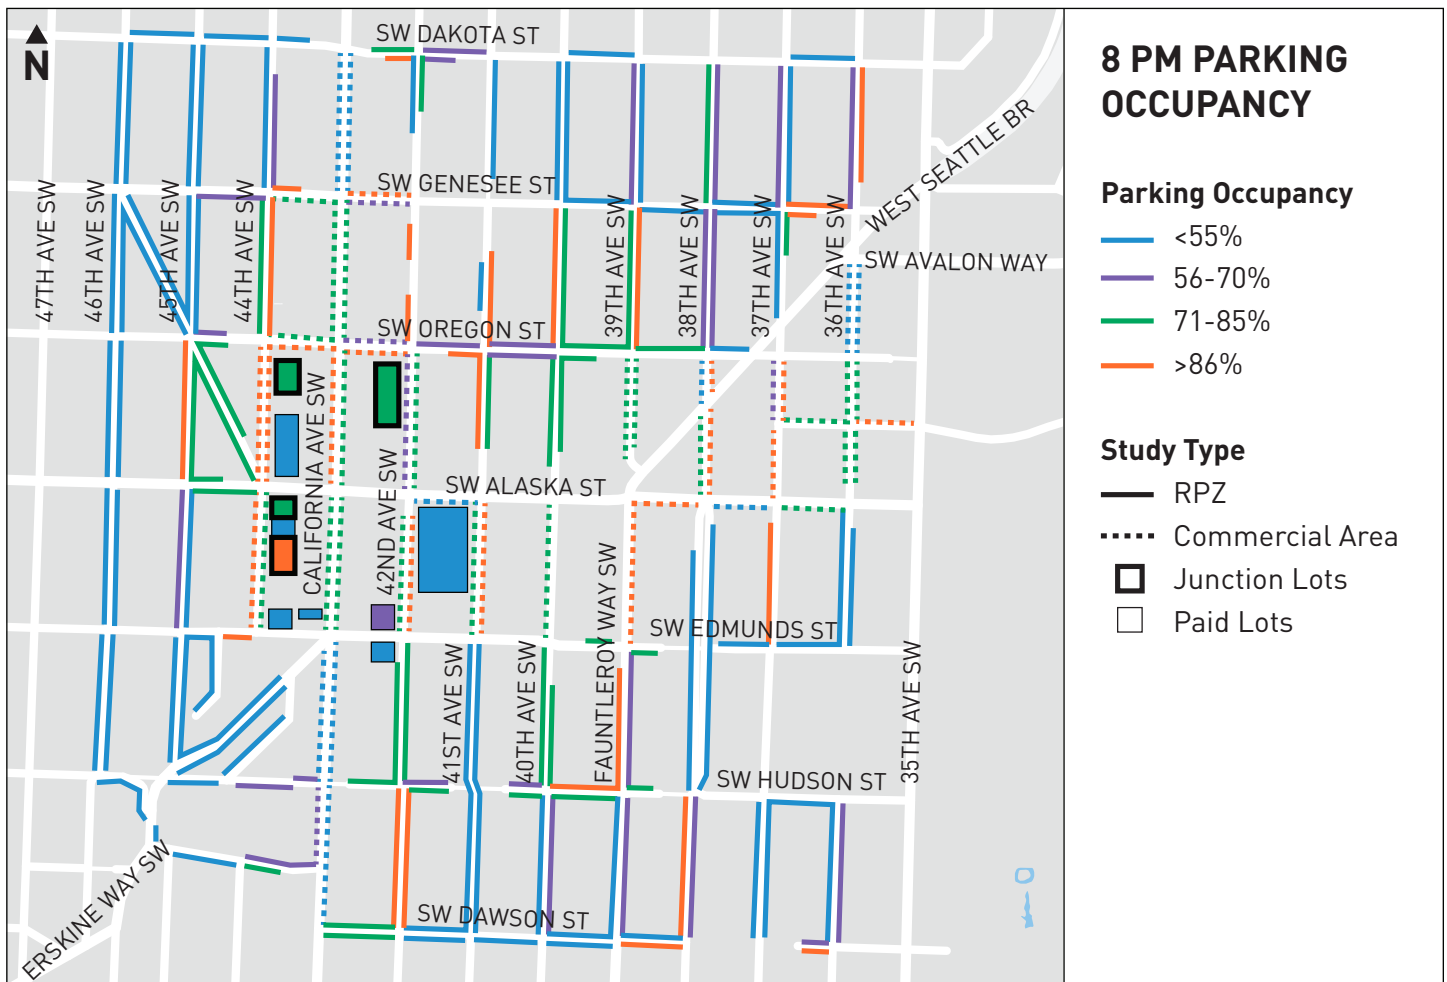 N
SW DAKOTA ST
WEST SEATTLE BR
SW GENESEE ST
47TH AVE SW
46TH AVE SW
45TH AVE SW
44TH AVE SW
39TH AVE SW
38TH AVE SW
37TH AVE SW
36TH AVE SW
SW AVALON WAY
SW OREGON ST
CALIFORNIA AVE SW
42ND AVE SW
SW ALASKA ST
FAUNTLEROY WAY SW
SW EDMUNDS ST
41ST AVE SW
40TH AVE SW
35TH AVE SW
SW HUDSON ST
ERSKINE WAY SW
SW DAWSON ST
8 PM PARKING
OCCUPANCY
Parking Occupancy
<55%
56-70%
71-85%
>86%
Study Type
RPZ
Commercial Area
Junction Lots
Paid Lots